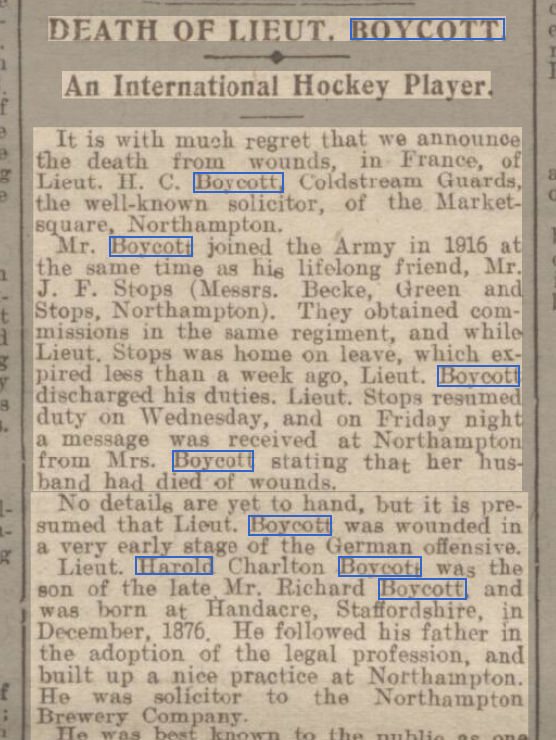 DEATH OF LIEUT. BOYCOTT.
An International Hockey Player.
It is with much regret that we announce
the death from wounds, in France, of
Lieut. H. C. Boycott, Coldstream Guards,
the well-known solicitor, of the Market-
square, Northampton.
Mr. Boycott joined the Army in 1916 at
the same time as his lifelong friend, Mr.
J. F. Stops (Messrs. Becke, Green and
Stops, Northampton). They obtained com-
missions in the same regiment, and while
Lieut. Stops was home on leave, which ex-
pired less than a week ago, Lieut. Boycott
discharged his duties. Lieut. Stops resumed
duty on Wednesday, and on Friday night
a message was received at Northampton
from Mrs. Boycott stating that her hus-
band had died of wounds.
No details are yet to hand, but it is pre-
sumed that Lieut. Boycott was wounded in
a very early stage of the German offensive.
Lieut. Harold Charlton Boycott was the
son of the late Mr. Richard Boycott, and
was born at Handacre, Staffordshire, in
December, 1876. He followed his father in
the adoption of the legal profession, and
built up a nice practice at Northampton.
He was solicitor to the Northampton
Brewery Company.
He was best known to the public as one